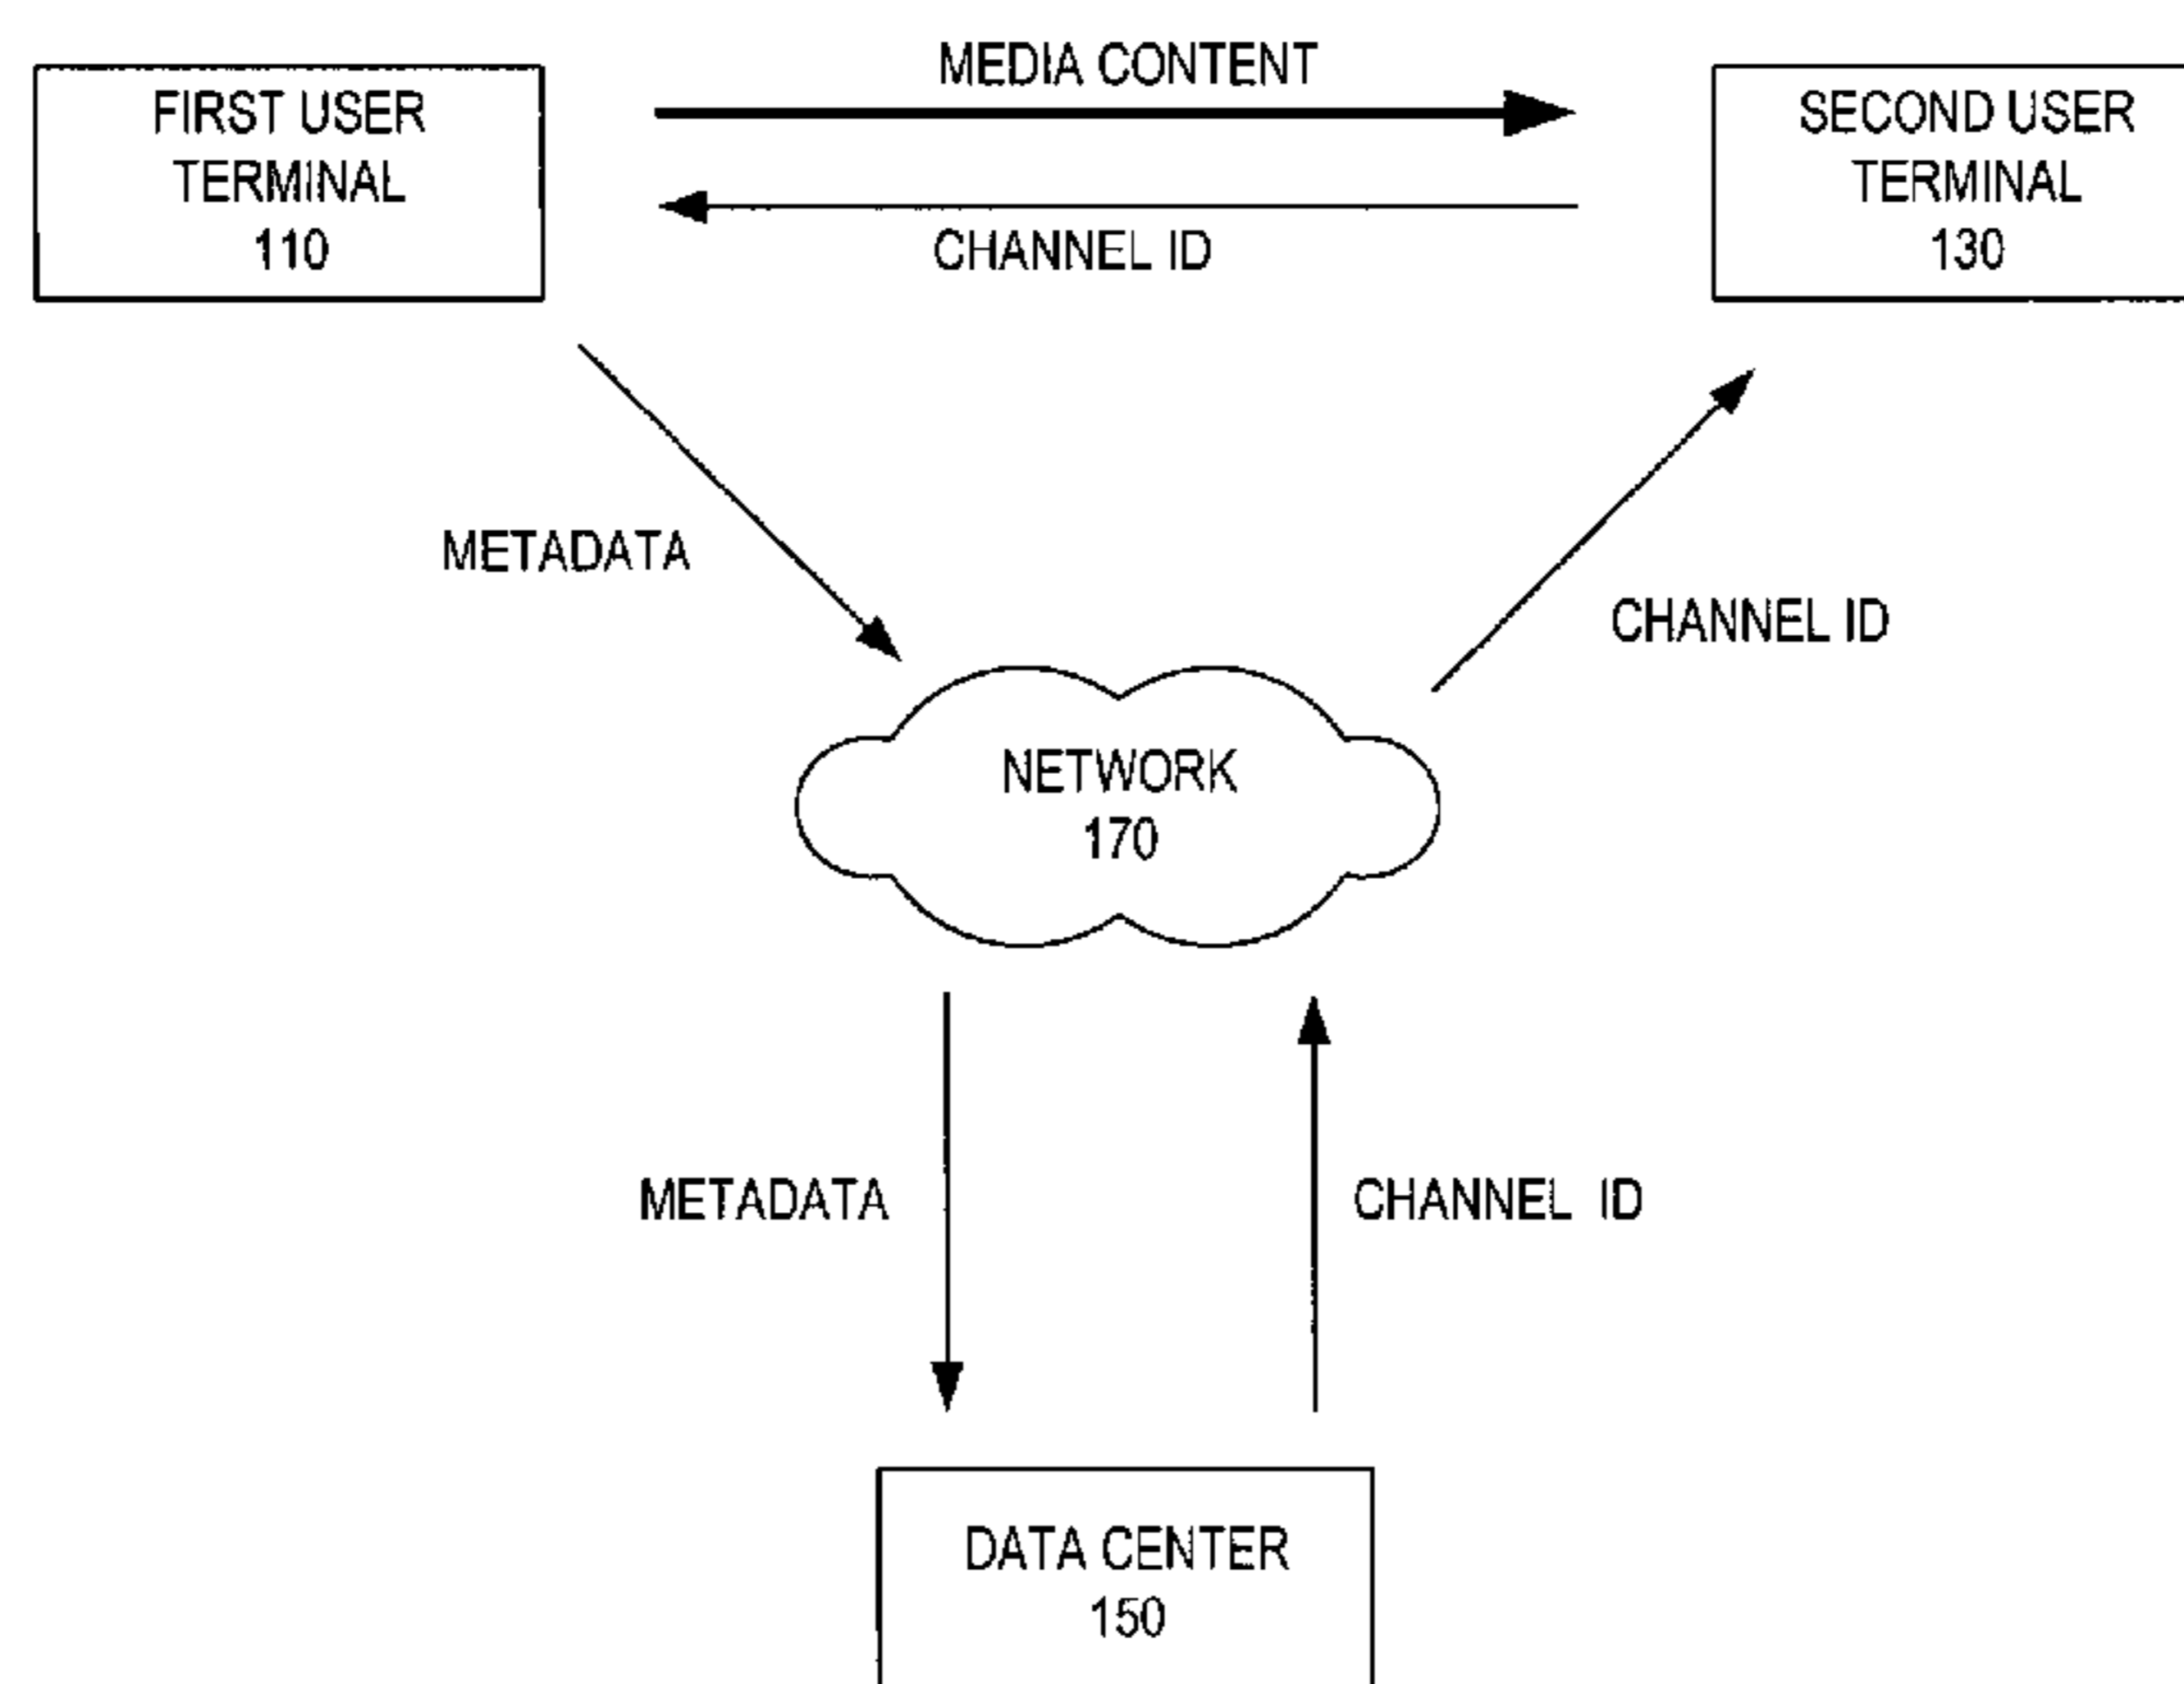 MEDIA CONTENT
FIRST USER
TERMINAL
110
SECOND USER
TERMINAL
130
CHANNEL ID
METADATA
CHANNEL ID
NETWORK
170
METADATA
CHANNEL ID
DATA CENTER
150